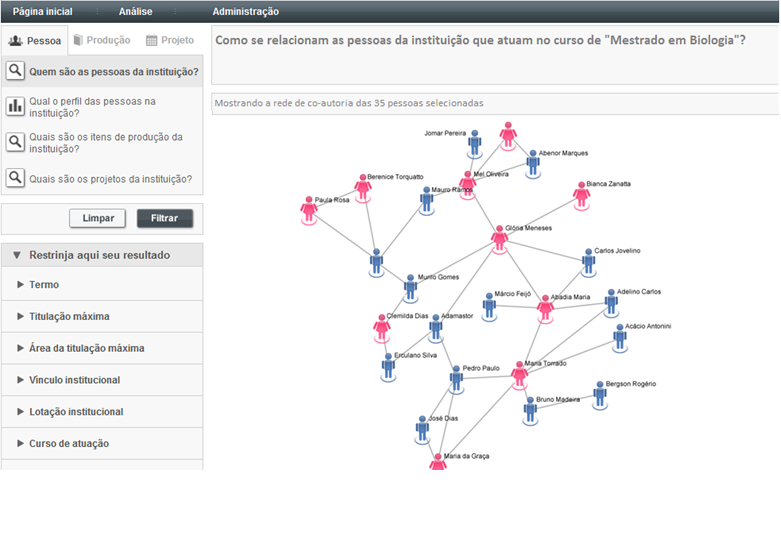 Página inicial
Análise
Administração
Pessoa
Produção
Projeto
Quem são as pessoas da instituição?
Qual o perfil das pessoas na
instituição?
Quais são os itens de produção da
instituição?
Quais são os projetos da instituição?
Limpar
Filtrar
Restrinja aqui seu resultado
Termo
Titulação máxima
Área da titulação máxima
Vínculo institucional
Lotação institucional
Curso de atuação
Como se relacionam as pessoas da instituição que atuam no curso de "Mestrado em Biologia"?
Mostrando a rede de co-autoria das 35 pessoas selecionadas
Jomar Pereira
Abenor Marques
Berenice Torquatto
Mel Oliveira
Mauro Ramos
Bianca Zanatta
Paula Rosa
Glória Meneses
Carlos Jovelino
Murilo Gomes
Márcio Feijó
Abadia Maria
Adelino Carlos
Clemilda Dias
Adamastor
Acácio Antonini
Erculano Silva
Pedro Paulo
Maria Torrado
Bergson Rogério
Bruno Madeira
José Dias
Maria da Graça